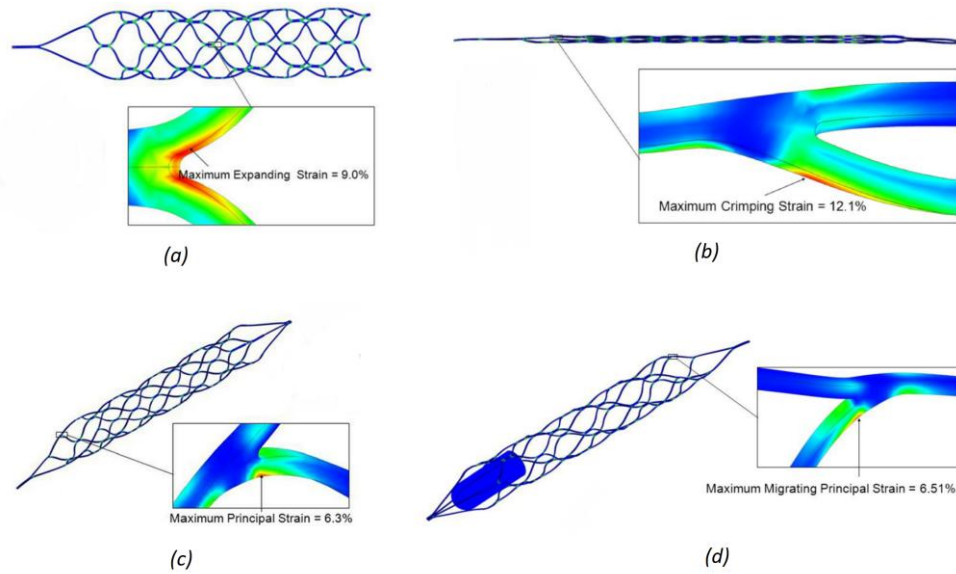 Maximum Expanding Strain = 9.0%
(a)
Maximum Crimping Strain = 12.1%
(b)
Maximum Principal Strain = 6.3%
(c)
Maximum Migrating Principal Strain = 6.51%
(d)